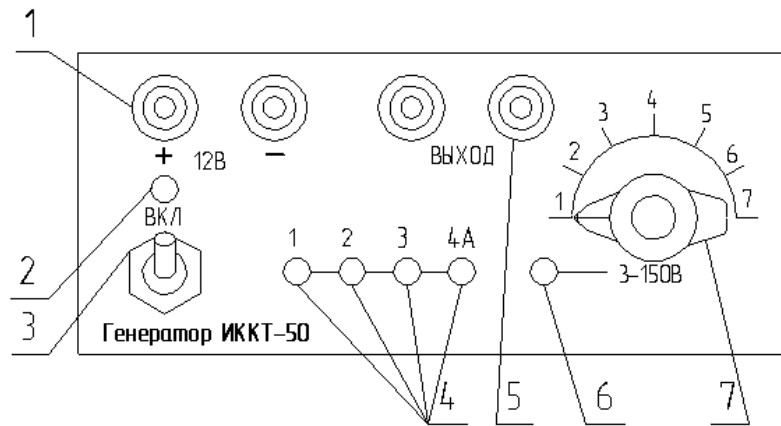 1
+ 12В − ВЫХОД
ВКЛ
1 2 3 4 5 6 7
1 2 3 4А
3-150В
2
3
Генератор ИККТ-50
4 5 6 7